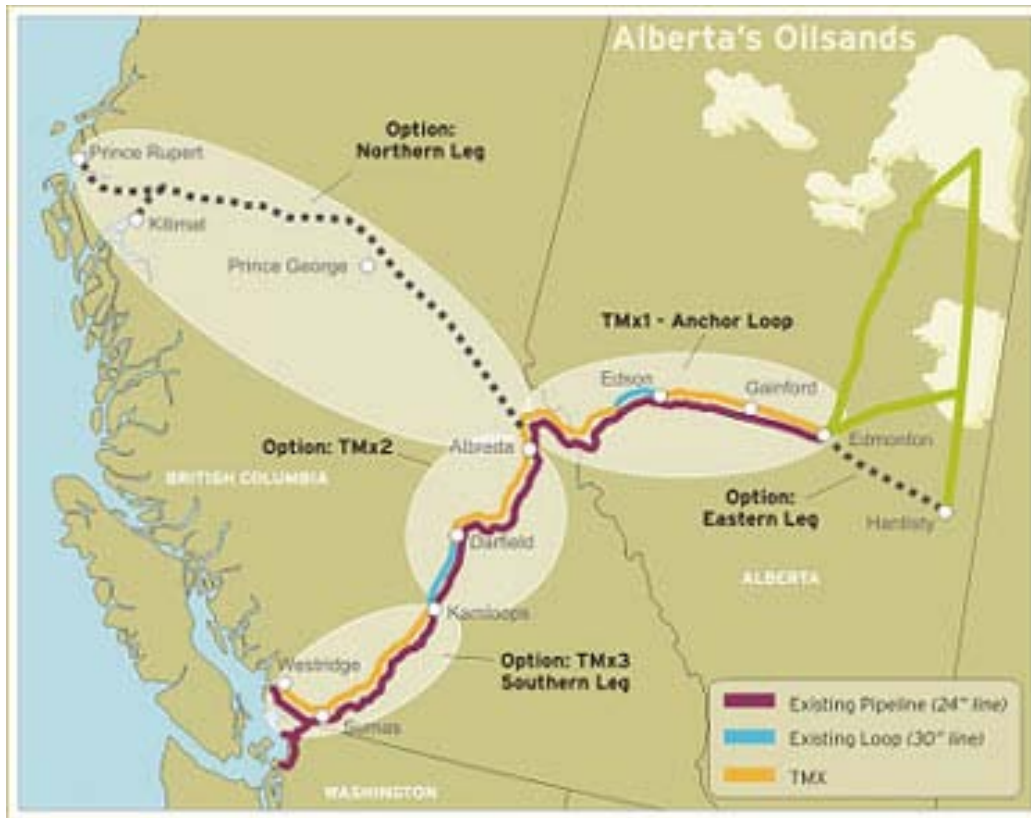 Alberta's Oilsands
Option:
Northern Leg
Prince Rupert
Kitimat
Prince George
TMx1 - Anchor Loop
Edson
Gainford
Option: TMx2
Albreda
Edmonton
BRITISH COLUMBIA
Option:
Eastern Leg
Hardisty
Darfield
ALBERTA
Kamloops
Westridge
Option: TMx3
Southern Leg
Sumas
WASHINGTON
Existing Pipeline (24" line)
Existing Loop (30" line)
TMX